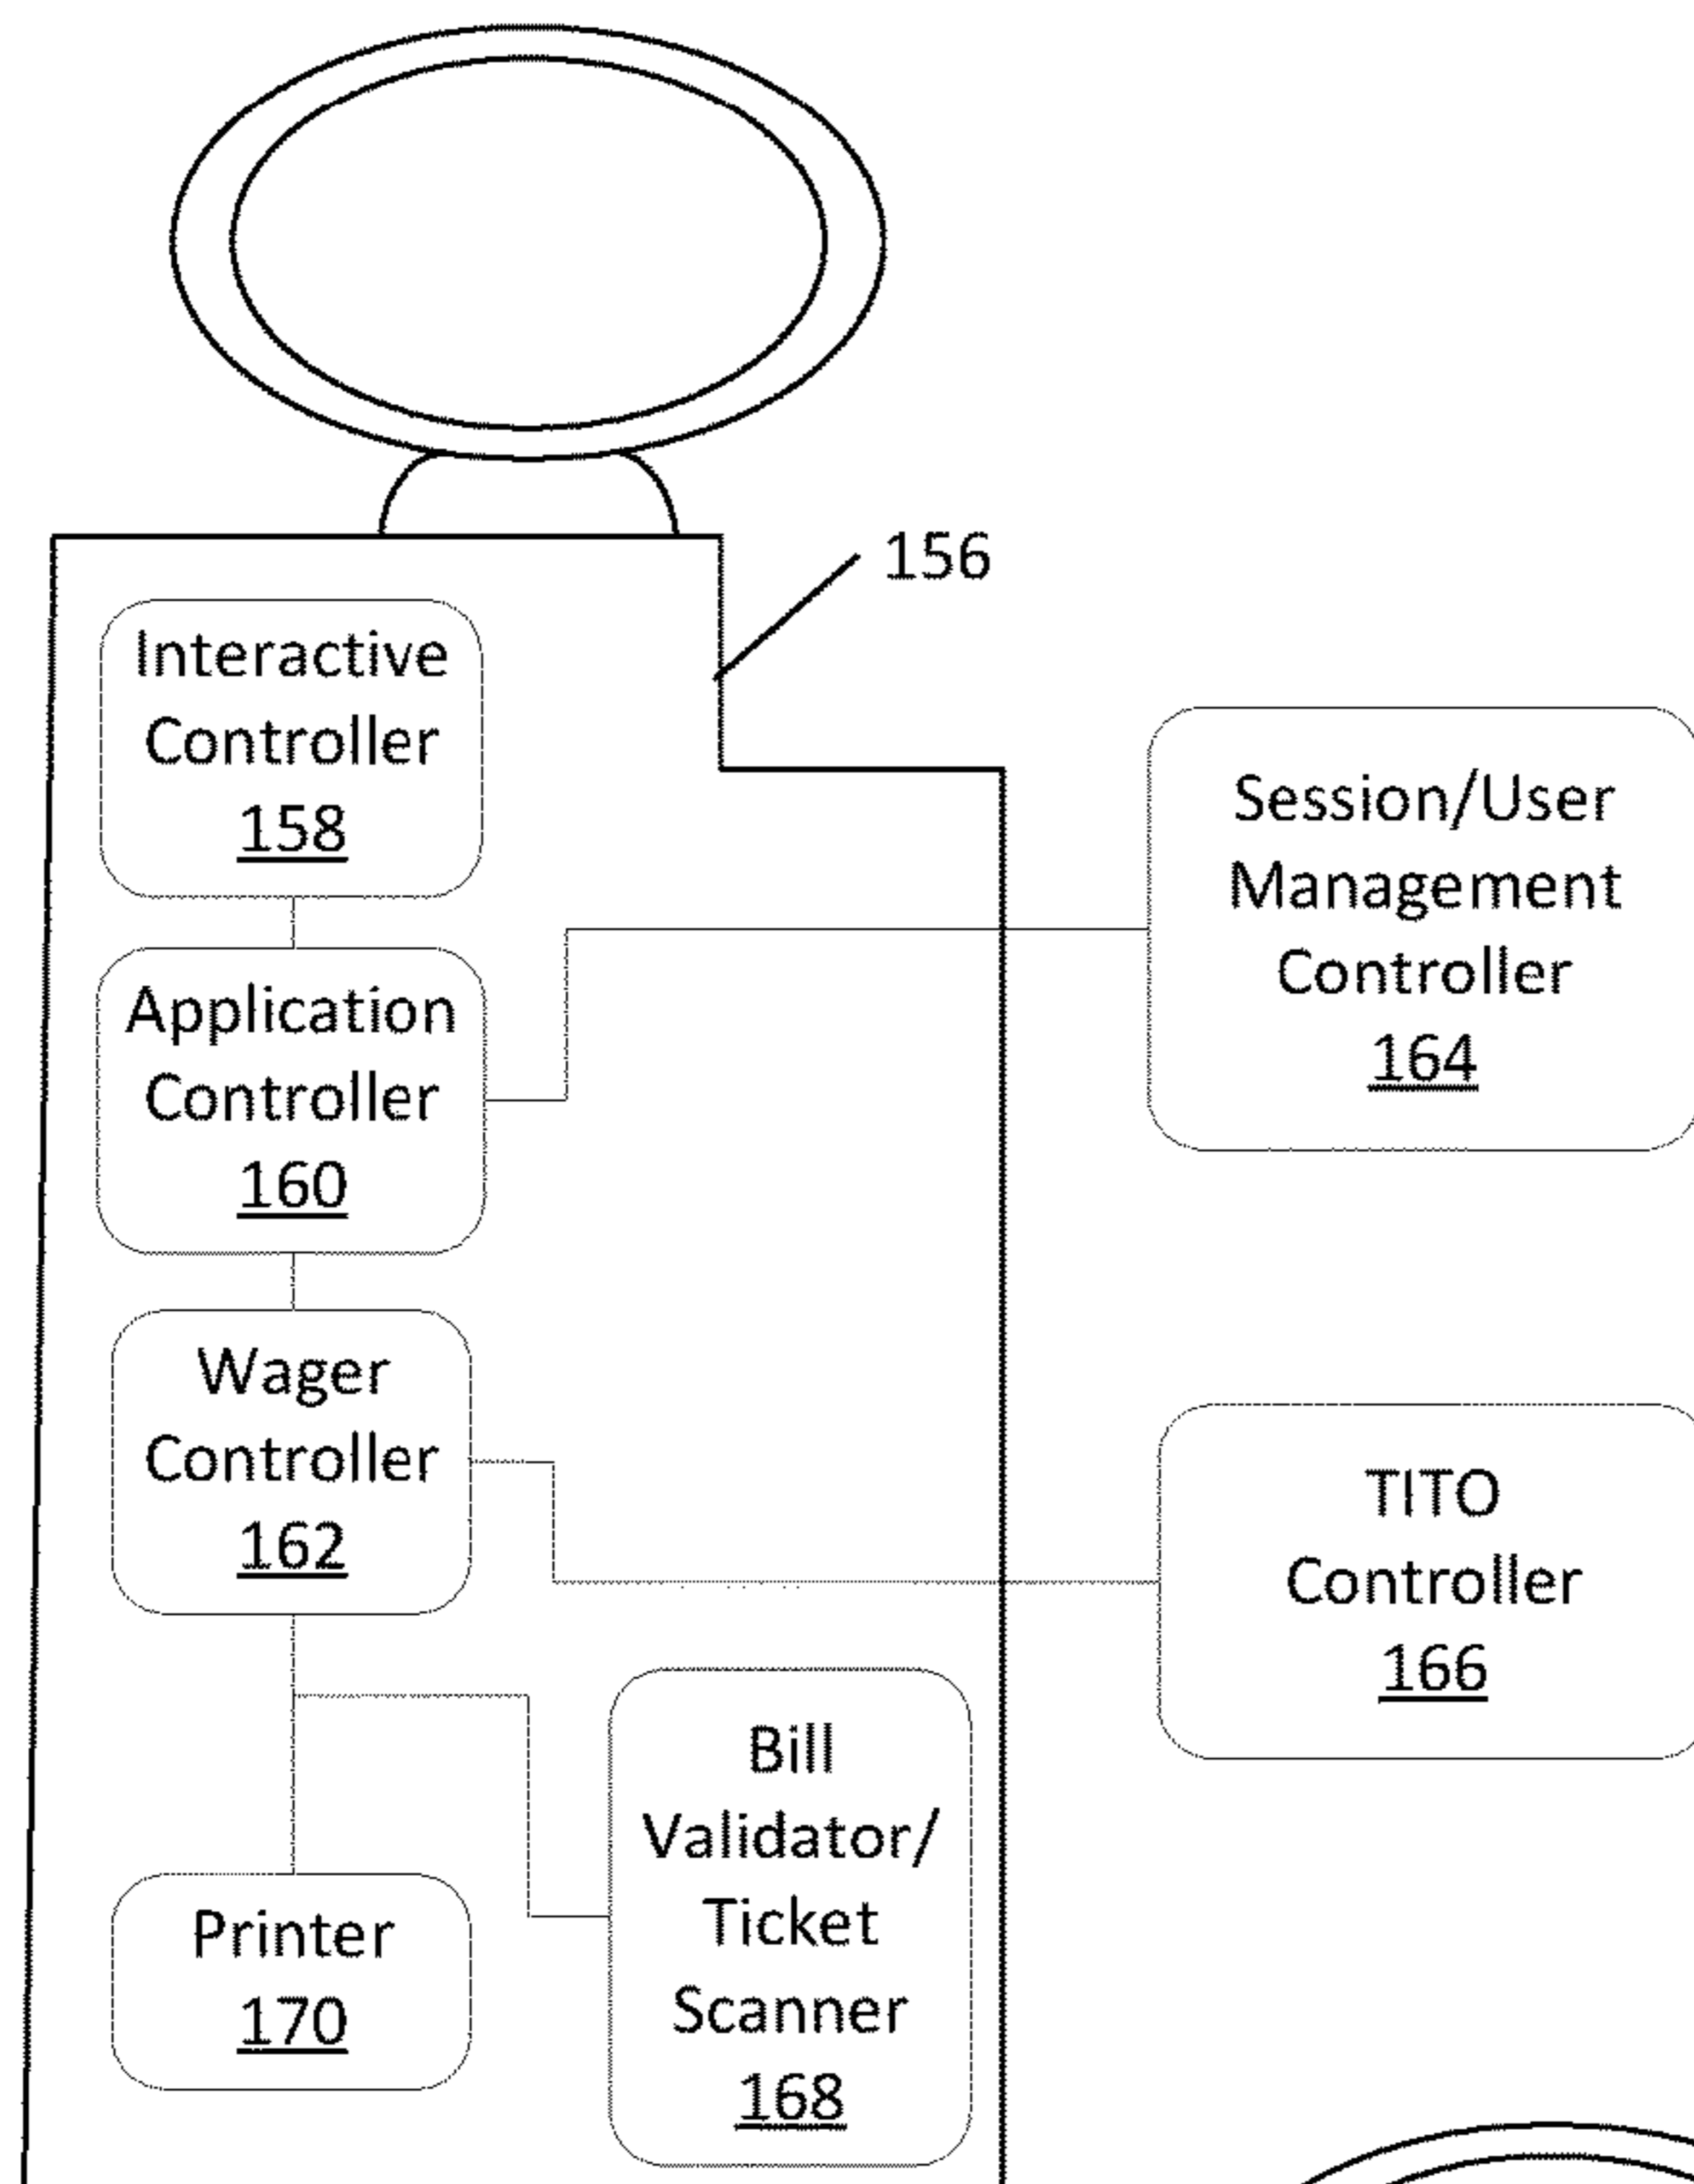 156
Interactive
Controller
158
Session/User
Management
Controller
164
Application
Controller
160
Wager
Controller
162
TITO
Controller
166
Bill
Validator/
Ticket
Scanner
168
Printer
170